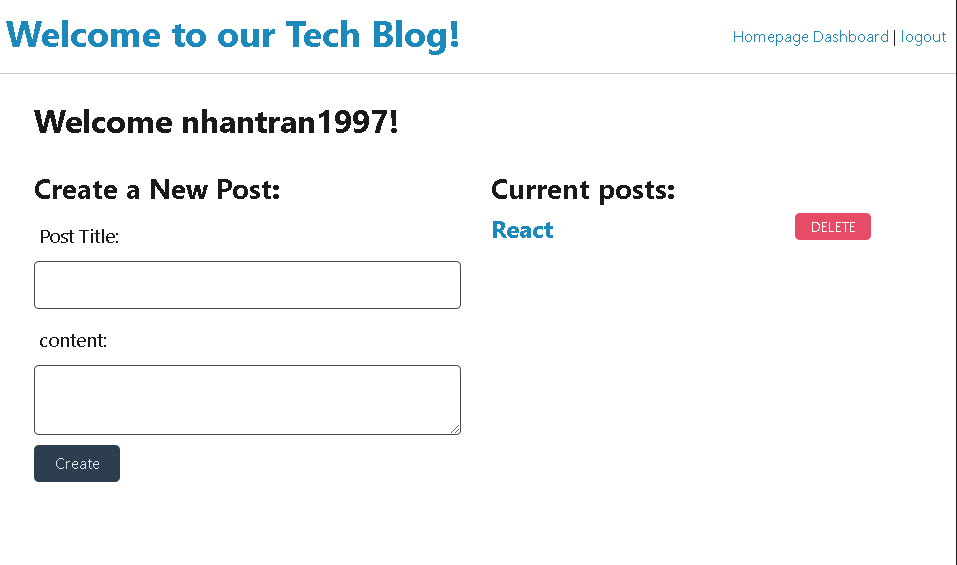 Welcome to our Tech Blog!
Homepage Dashboard | logout
Welcome nhantran1997!
Create a New Post:
Post Title:
content:
Create
Current posts:
React
DELETE